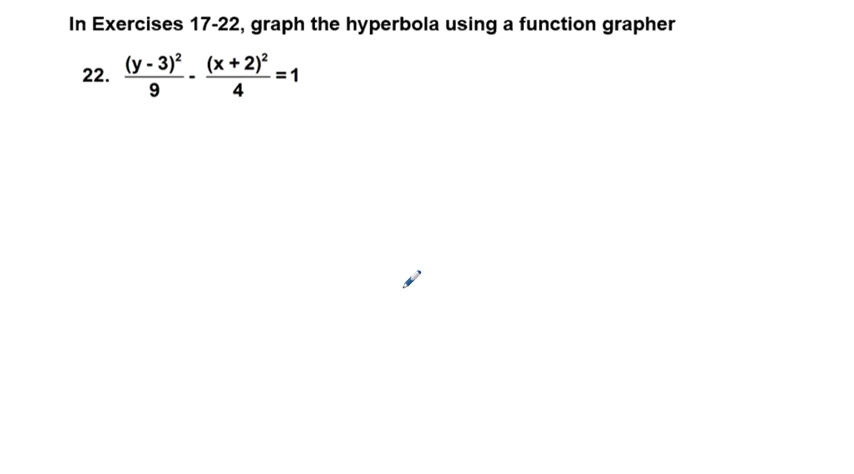 In Exercises 17-22, graph the hyperbola using a function grapher
22. (y - 3)²/9 - (x + 2)²/4 = 1